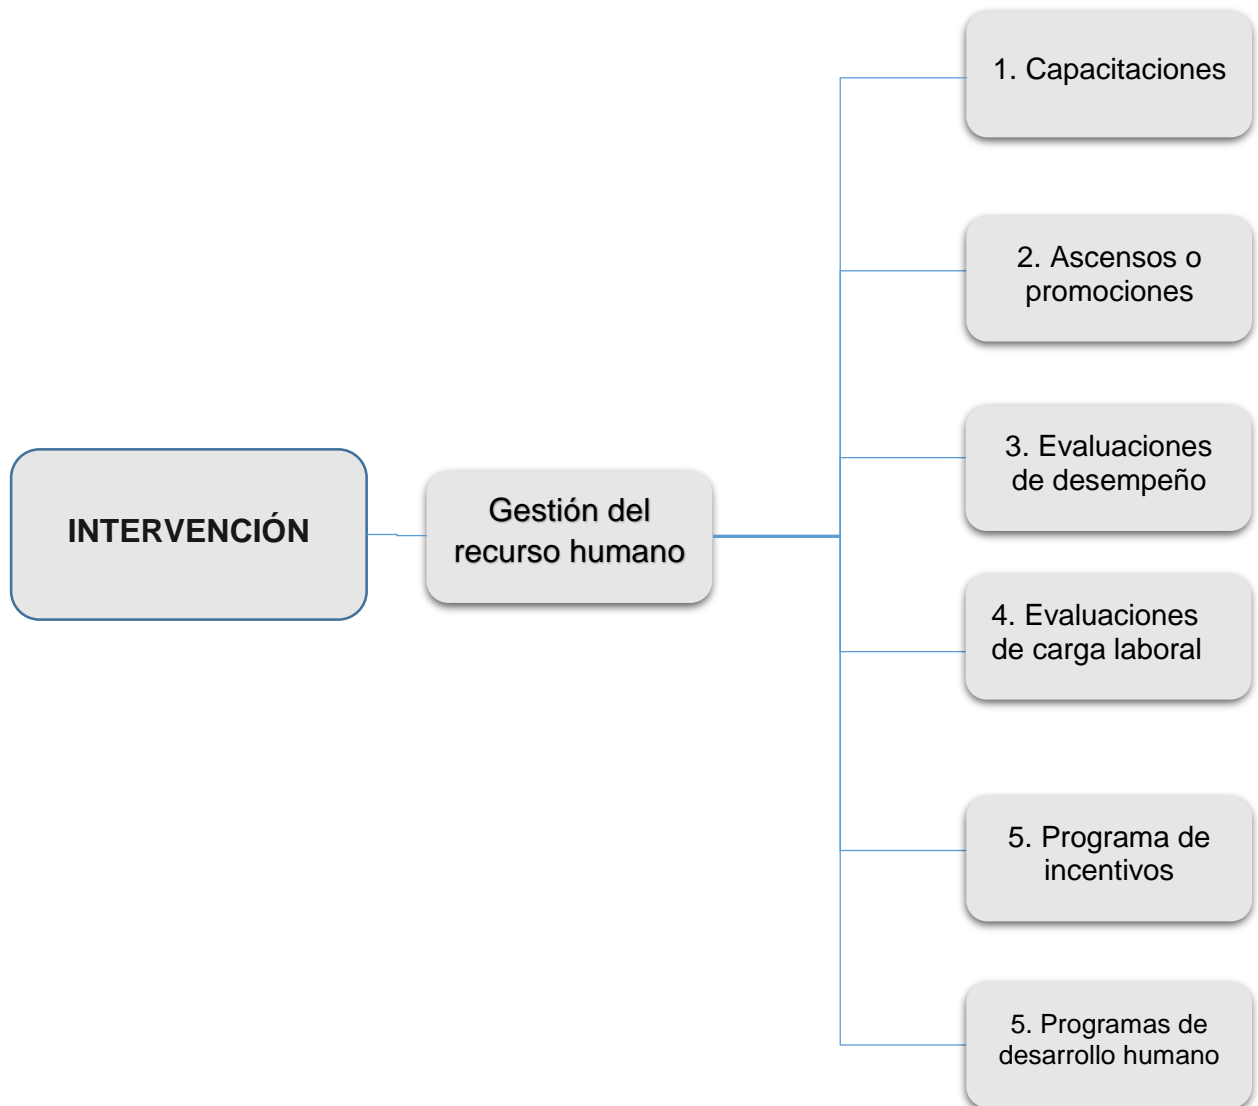 INTERVENCIÓN
Gestión del
recurso humano
1. Capacitaciones
2. Ascensos o
promociones
3. Evaluaciones
de desempeño
4. Evaluaciones
de carga laboral
5. Programa de
incentivos
5. Programas de
desarrollo humano